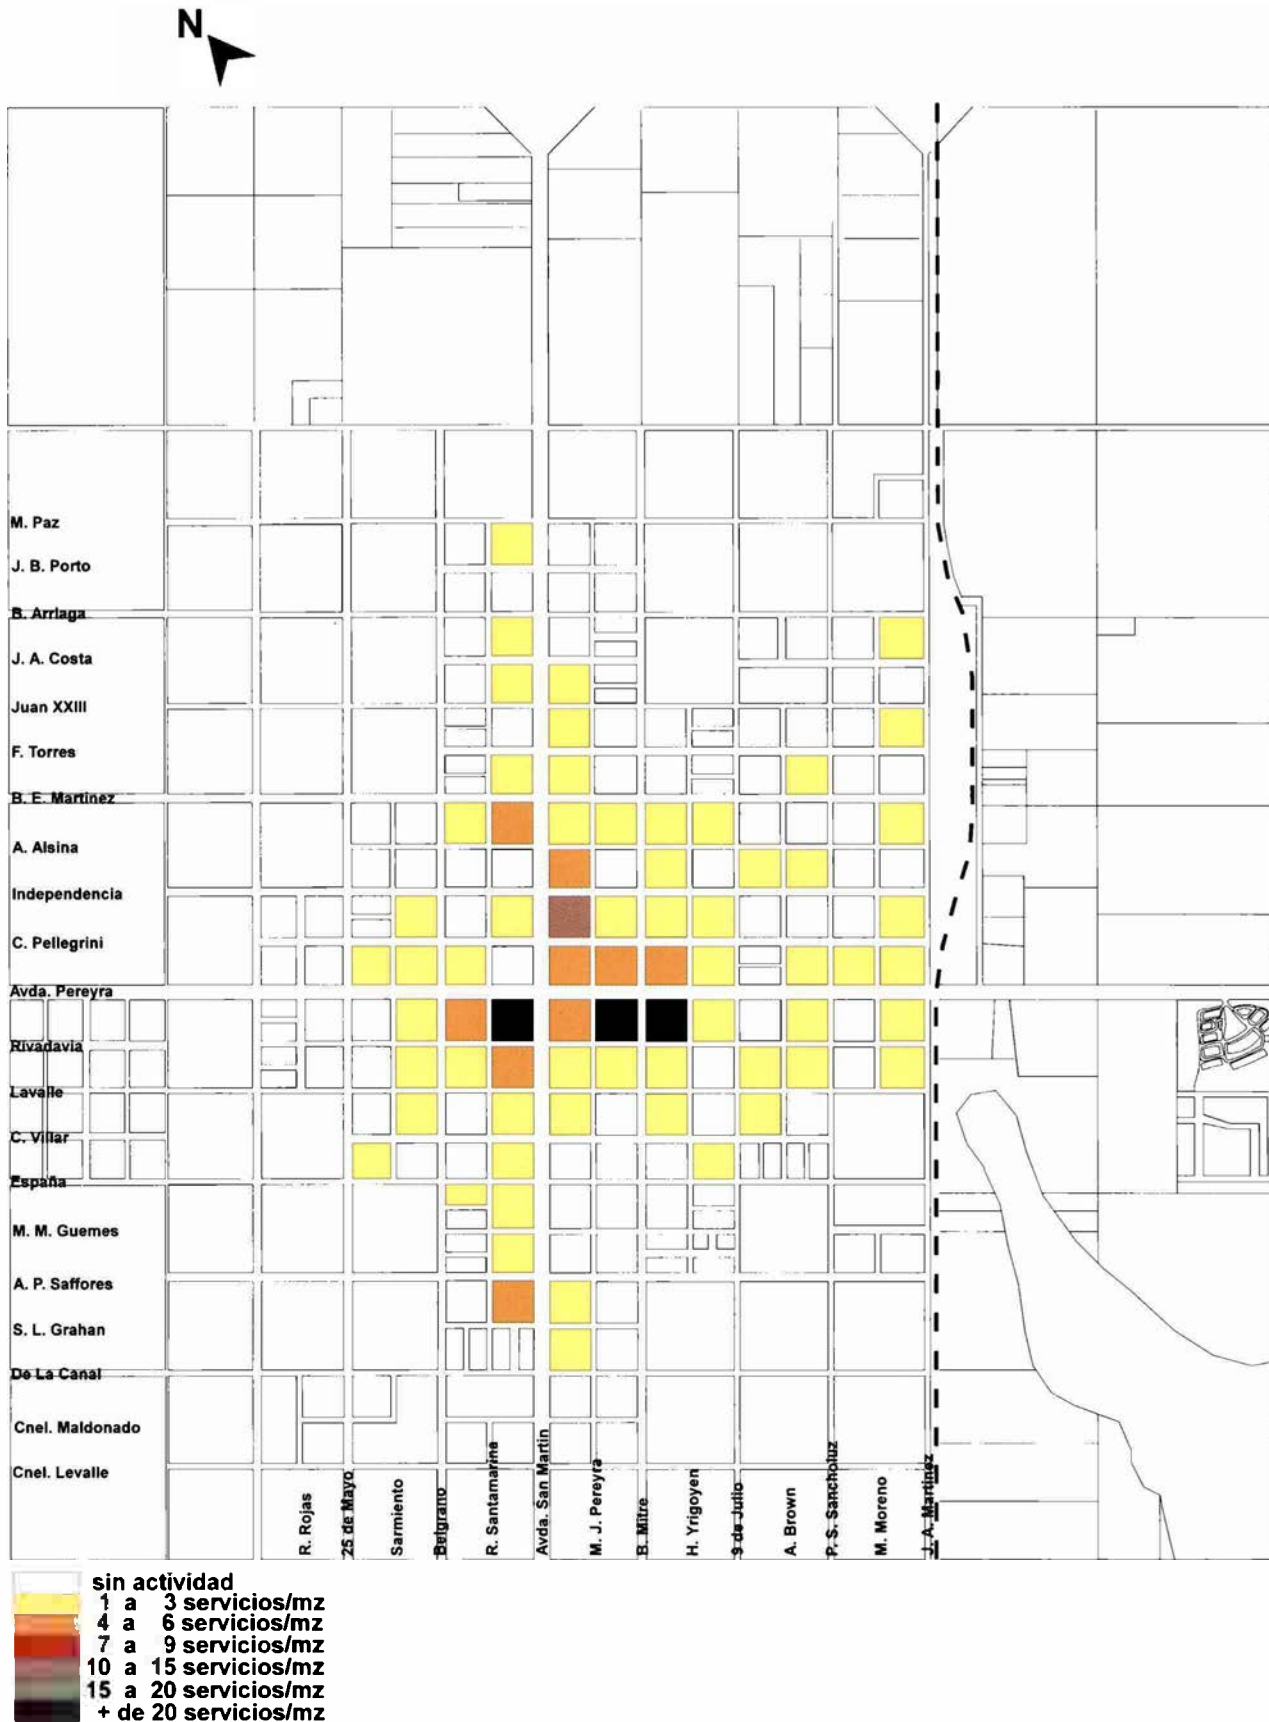 N
M. Paz
J. B. Porto
B. Arriaga
J. A. Costa
Juan XXIII
F. Torres
B. E. Martinez
A. Alsina
Independencia
C. Pellegrini
Avda. Pereyra
Rivadavia
Lavalle
C. Villar
España
M. M. Guemes
A. P. Saffores
S. L. Grahan
De La Canal
Cnel. Maldonado
Cnel. Levalle
R. Rojas
25 de Mayo
Sarmiento
Belgrano
R. Santamarina
Avda. San Martin
M. J. Pereyra
B. Mitre
H. Yrigoyen
9 de Julio
A. Brown
P. S. Sancholuz
M. Moreno
J. A. Martinez
sin actividad
1 a 3 servicios/mz
4 a 6 servicios/mz
7 a 9 servicios/mz
10 a 15 servicios/mz
15 a 20 servicios/mz
+ de 20 servicios/mz